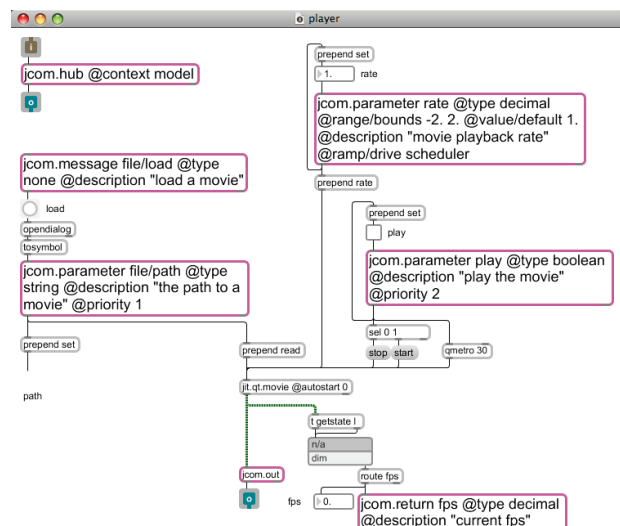 player
i
jcom.hub @context model
o
jcom.message file/load @type
none @description "load a movie"
load
opendialog
tosymbol
jcom.parameter file/path @type
string @description "the path to a
movie" @priority 1
prepend set
path
prepend set
1. rate
jcom.parameter rate @type decimal
@range/bounds -2. 2. @value/default 1.
@description "movie playback rate"
@ramp/drive scheduler
prepend rate
prepend set
play
jcom.parameter play @type boolean
@description "play the movie"
@priority 2
sel 0 1
stop start
qmetro 30
prepend read
jit.qt.movie @autostart 0
t getstate l
n/a
dim
jcom.out
route fps
o
fps 0.
jcom.return fps @type decimal
@description "current fps"